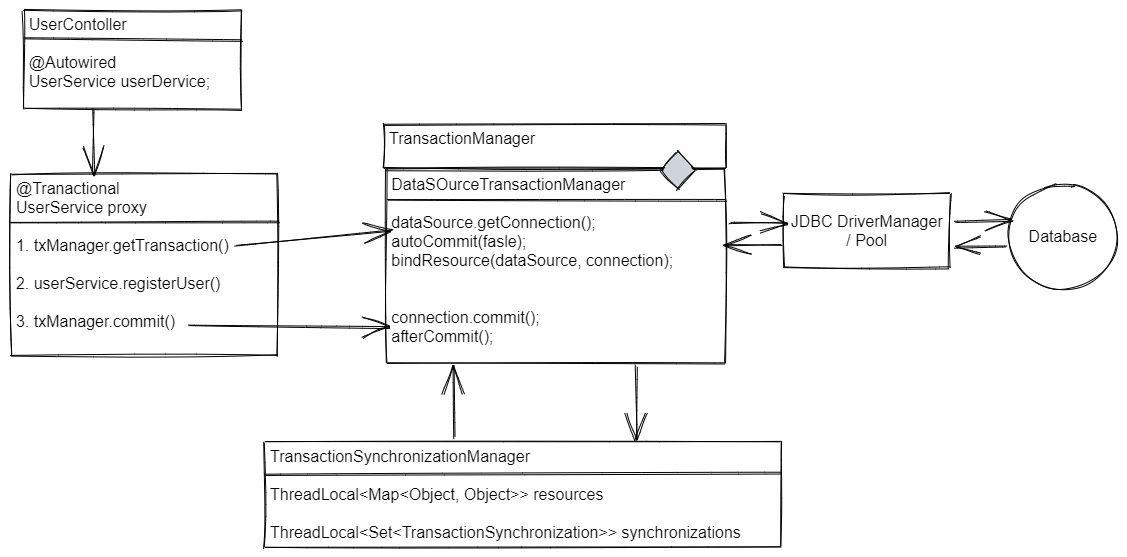 UserContoller
@Autowired
UserService userDervice;
@Tranactional
UserService proxy
1. txManager.getTransaction()
2. userService.registerUser()
3. txManager.commit()
TransactionManager
DataSOurceTransactionManager
dataSource.getConnection();
autoCommit(fasle);
bindResource(dataSource, connection);
connection.commit();
afterCommit();
JDBC DriverManager
/ Pool
Database
TransactionSynchronizationManager
ThreadLocal<Map<Object, Object>> resources
ThreadLocal<Set<TransactionSynchronization>> synchronizations